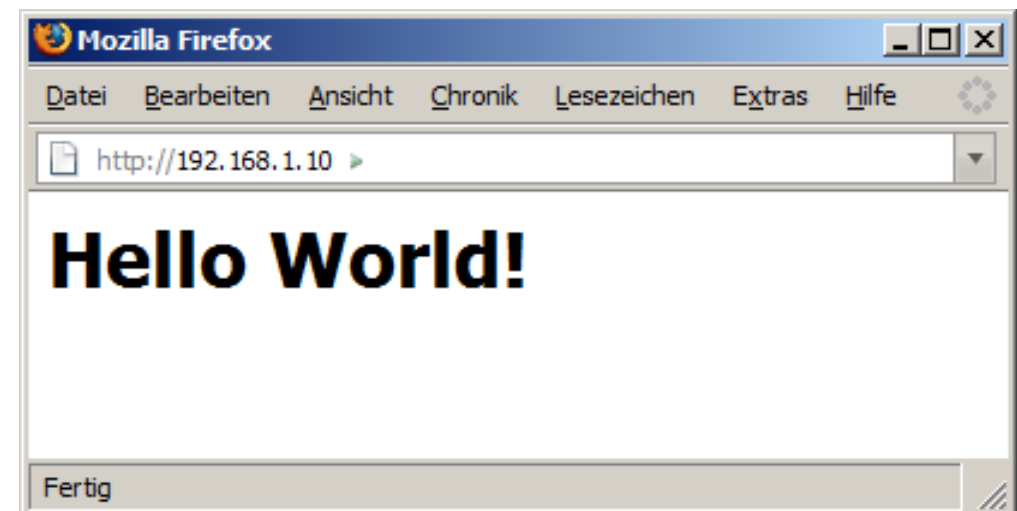 Mozilla Firefox
Datei Bearbeiten Ansicht Chronik Lesezeichen Extras Hilfe
http://192.168.1.10
Hello World!
Fertig